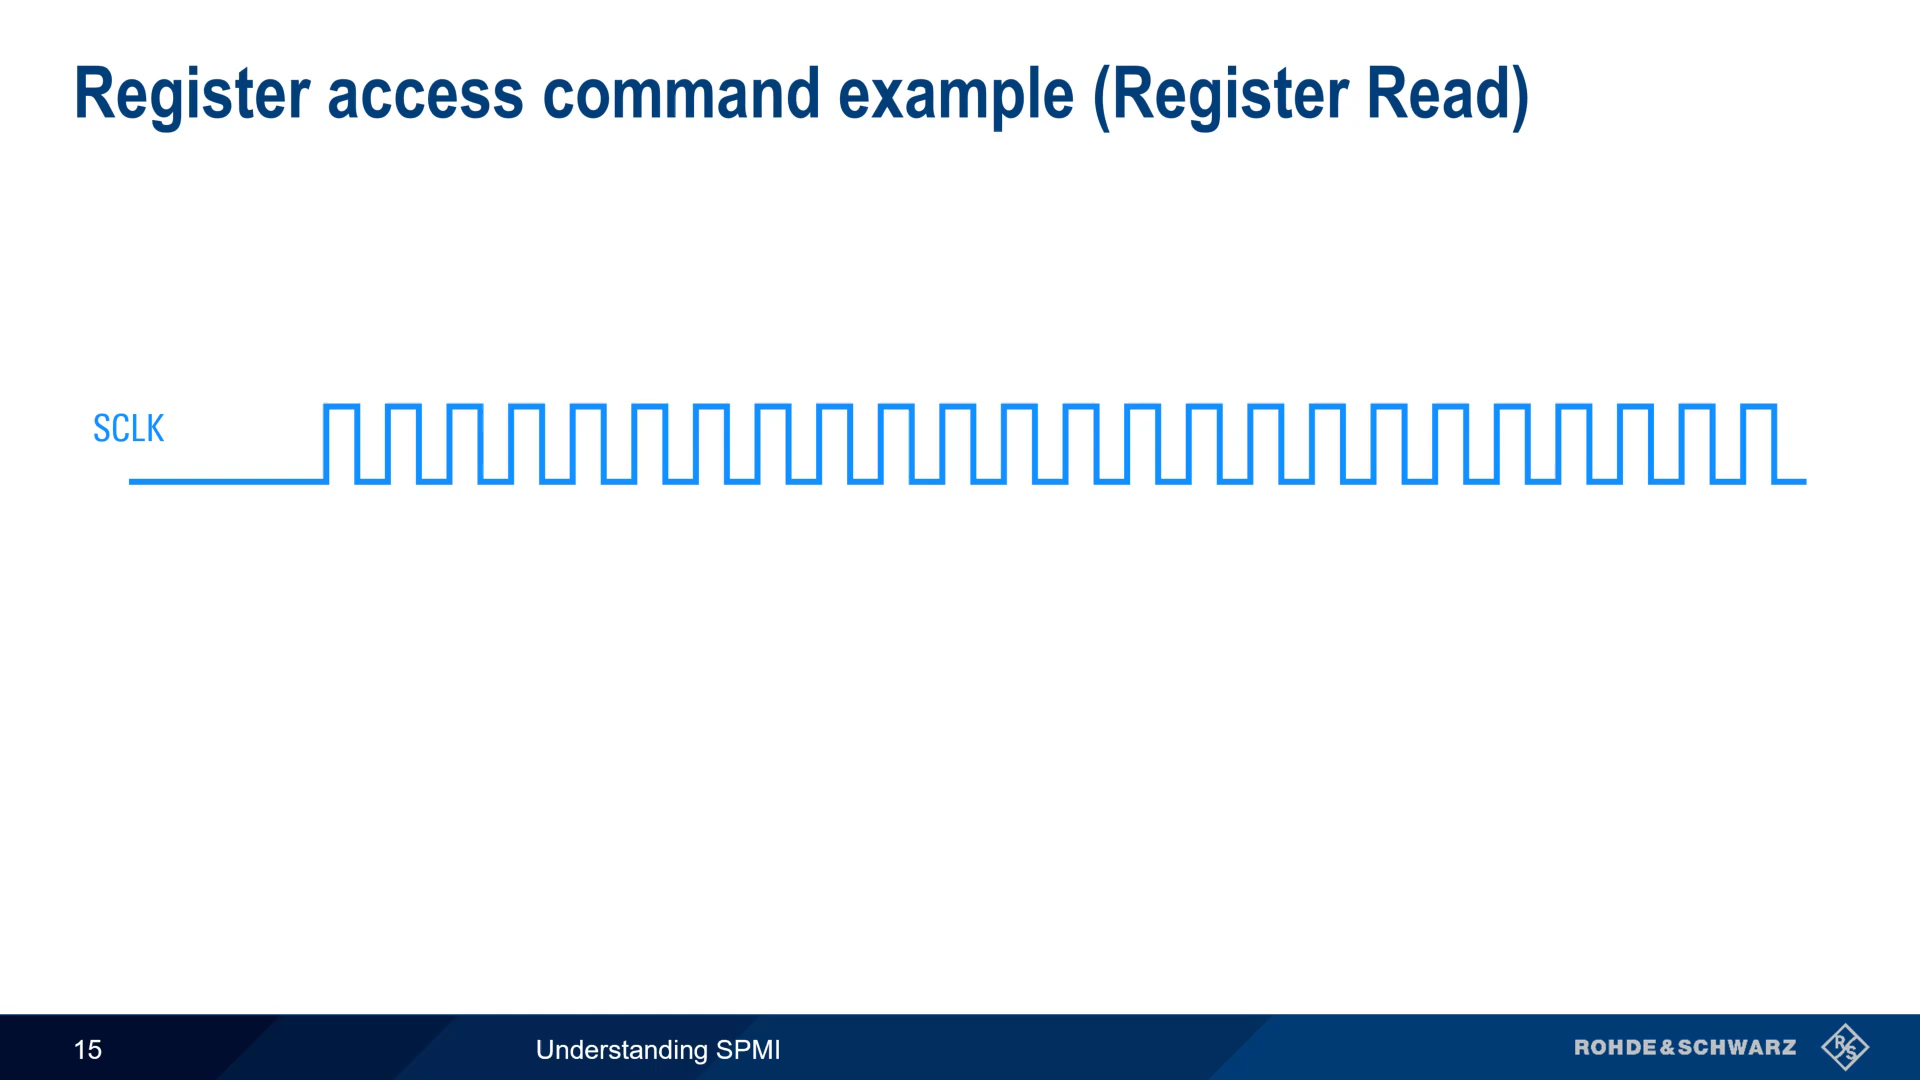 Register access command example (Register Read)
SCLK
15
Understanding SPMI
ROHDE&SCHWARZ
R&S